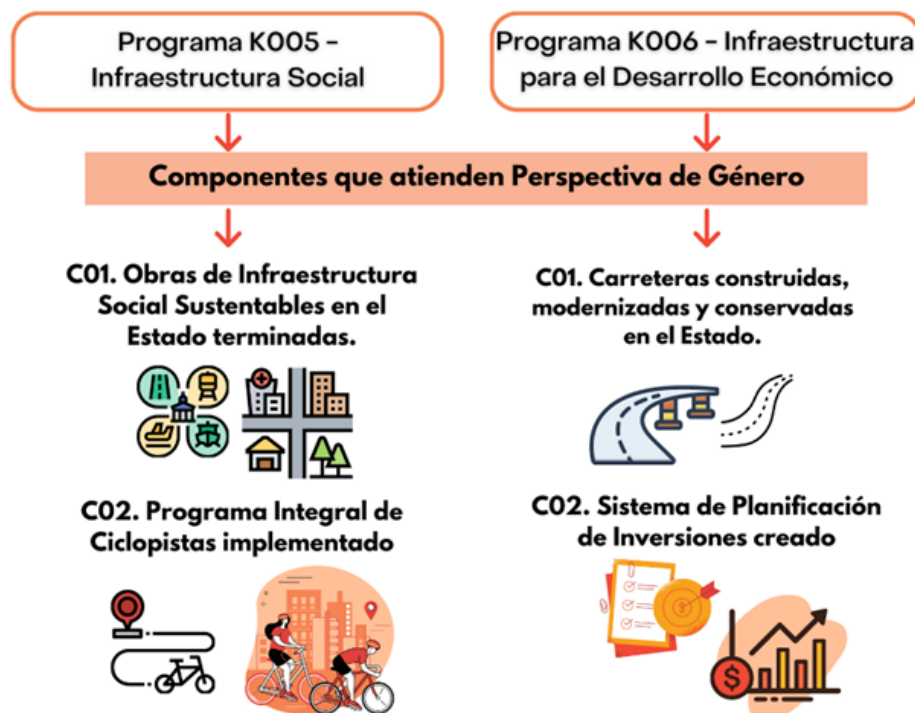 Programa K005 –
Infraestructura Social
Programa K006 – Infraestructura
para el Desarrollo Económico
Componentes que atienden Perspectiva de Género
C01. Obras de Infraestructura
Social Sustentables en el
Estado terminadas.
C01. Carreteras construidas,
modernizadas y conservadas
en el Estado.
C02. Programa Integral de
Ciclopistas implementado
C02. Sistema de Planificación
de Inversiones creado